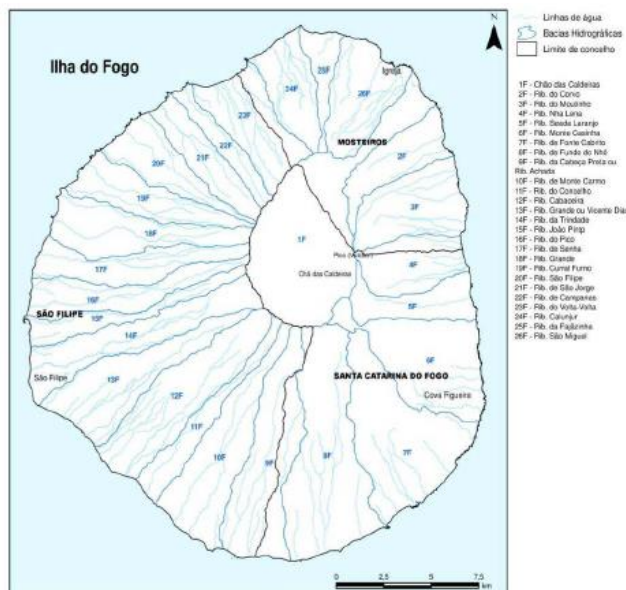 Ilha do Fogo
N
Linhas de água
Bacias Hidrográficas
Limite de concelho
1F - Chão das Caldeiras
2F - Rib. do Corvo
3F - Rib. do Moutinho
4F - Rib. Nha Lena
5F - Rib. Laranjo
6F - Rib. Monte Casinha
7F - Rib. de Fonte Cabrito
8F - Rib. de Fundo do Nhô
9F - Rib. da Cabeça Preta ou
Rib. Achada
10F - Rib. de Monte Carmo
11F - Rib. do Conselho
12F - Rib. Cabaceira
13F - Rib. Grande ou Vicente Dias
14F - Rib. da Trindade
15F - Rib. João Pinip
16F - Rib. do Pico
17F - Rib. de Senha
18F - Rib. Grande
19F - Rib. Curral Furno
20F - Rib. São Filipe
21F - Rib. de São Jorge
22F - Rib. de Campanas
23F - Rib. do Volta-Volta
24F - Rib. Calunjur
25F - Rib. da Fajãzinha
26F - Rib. São Miguel
25F
Igreja
24F
26F
23F
MOSTEIROS
22F
2F
21F
20F
19F
3F
18F
1F
Pico
4F
Chã das Caldeiras
17F
16F
5F
SÃO FILIPE
15F
14F
6F
São Filipe
SANTA CATARINA DO FOGO
13F
Cova Figueira
12F
11F
10F
9F
8F
7F
0 2,5 5 7,5
km